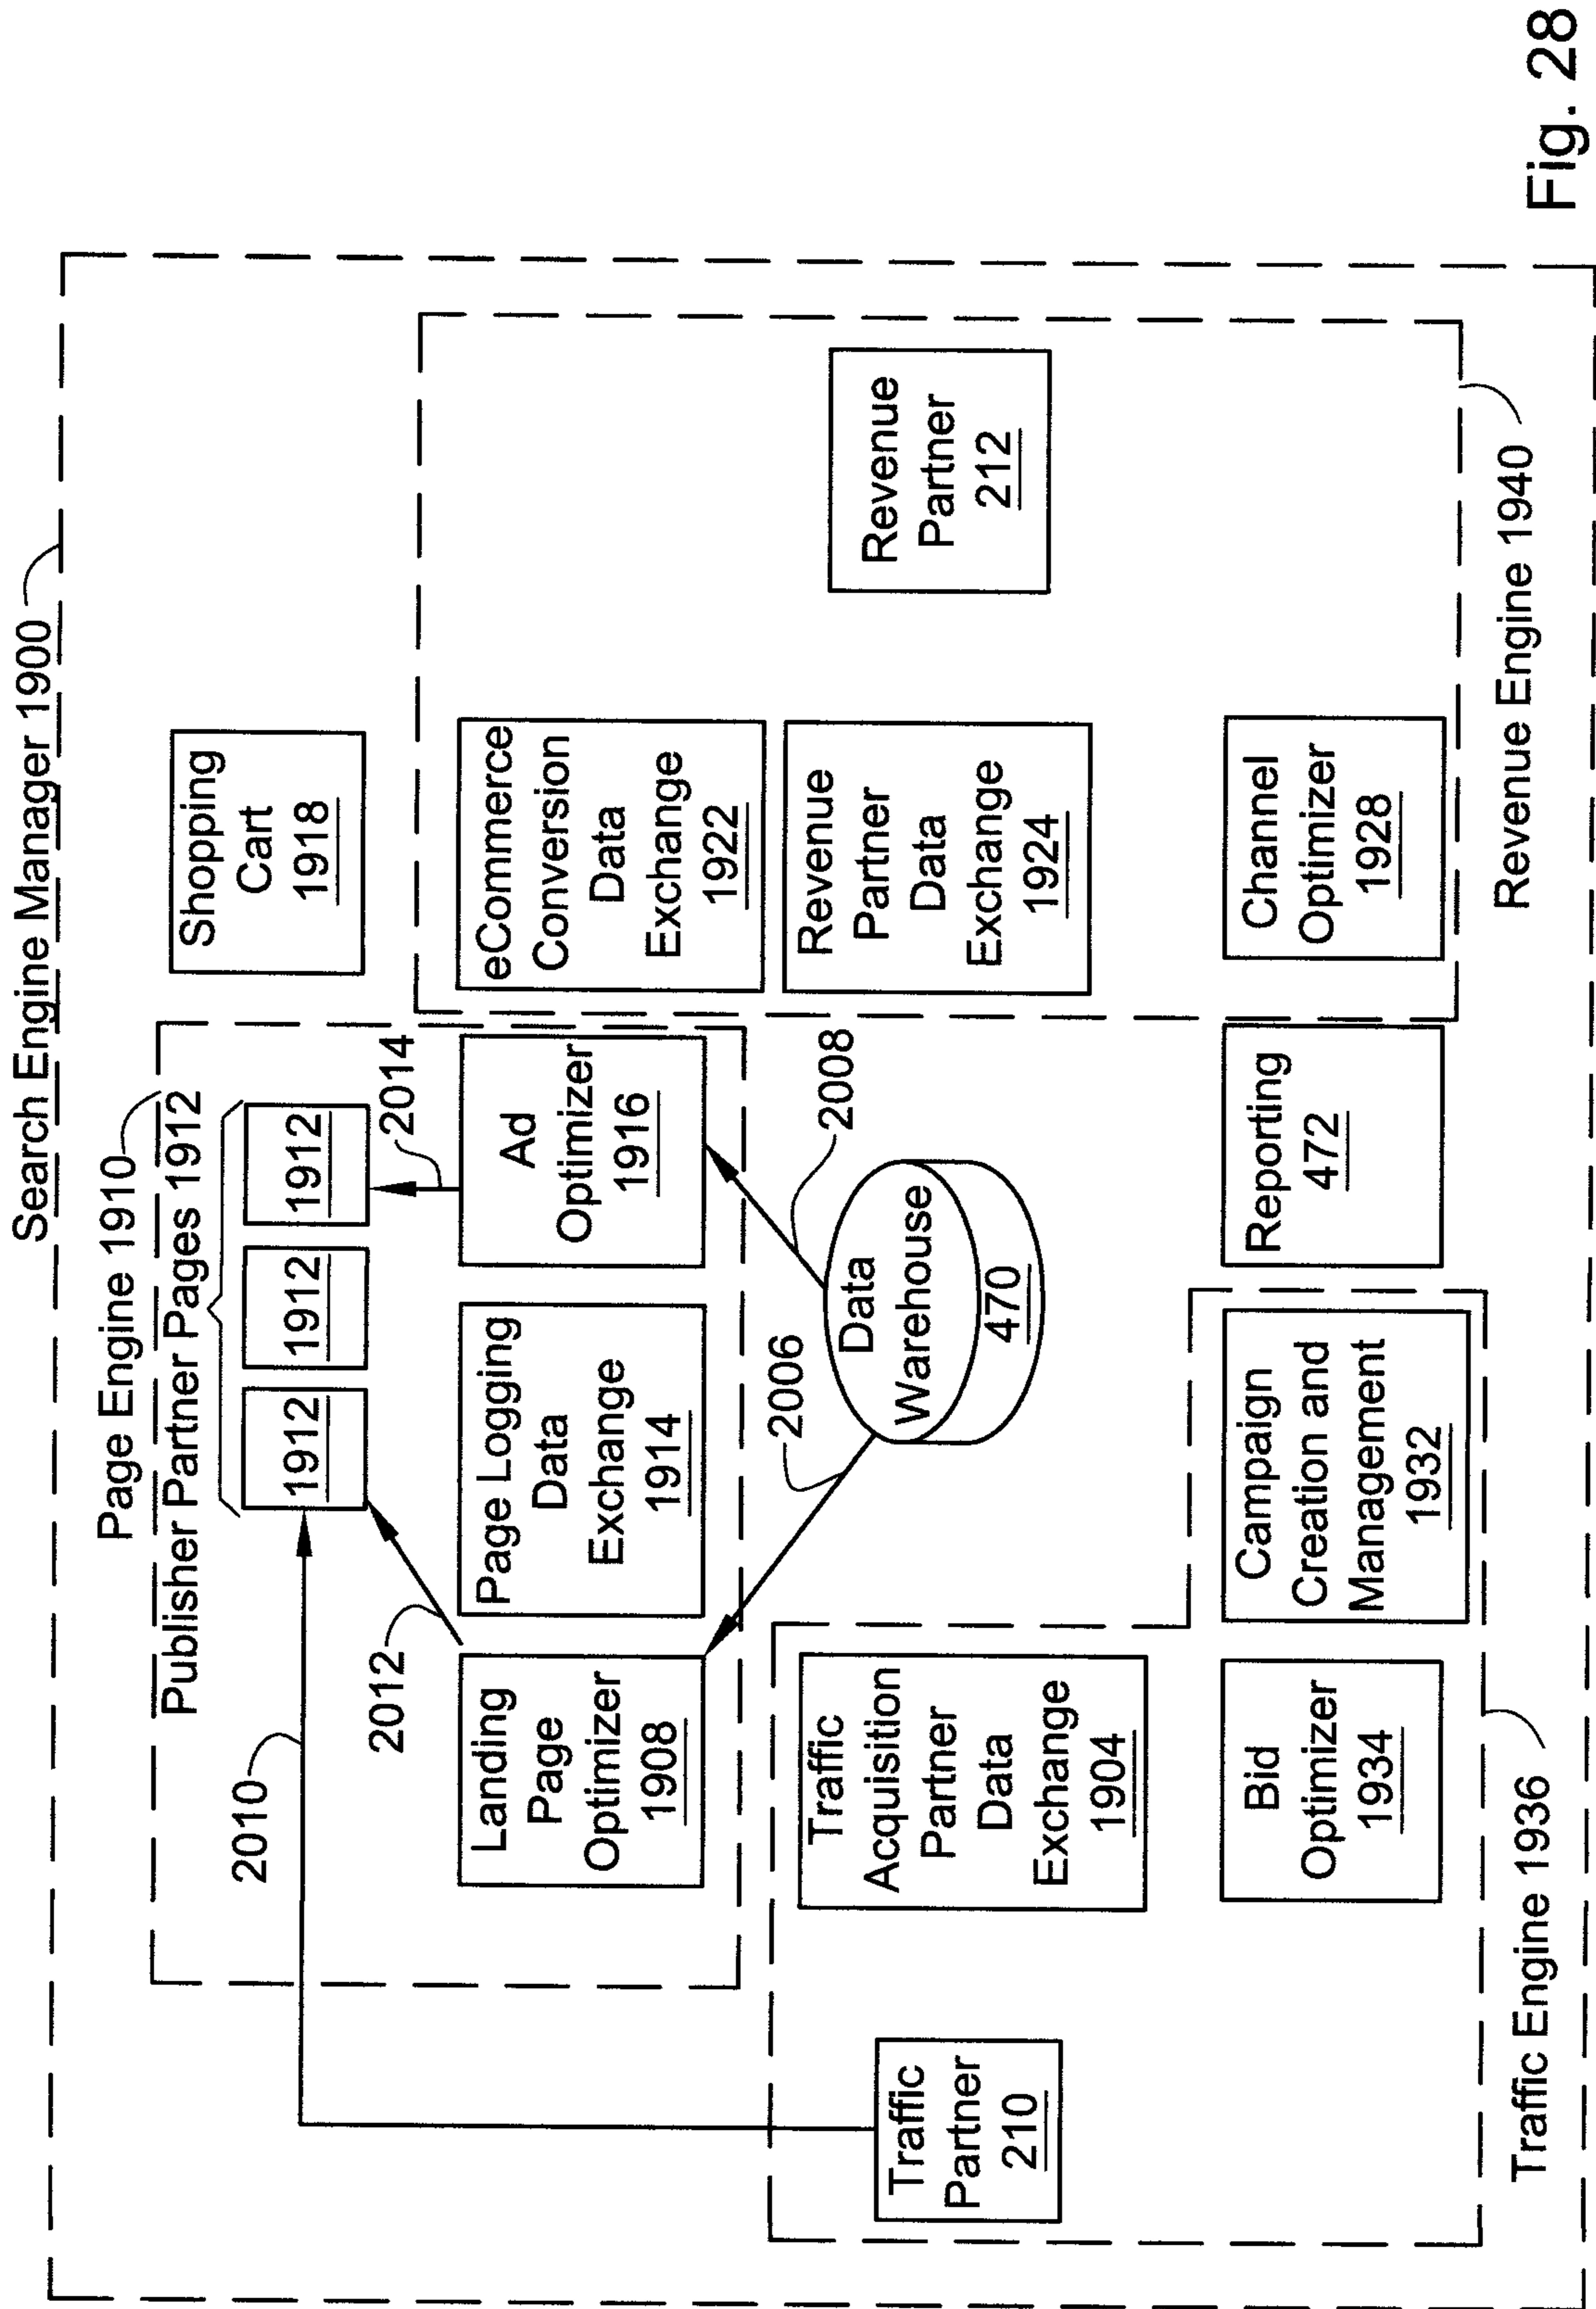 Search Engine Manager 1900
Page Engine 1910
Publisher Partner Pages 1912
1912
1912
1912
2010
2012
2014
Shopping
Cart
1918
Landing
Page
Optimizer
1908
Page Logging
Data
Exchange
1914
Ad
Optimizer
1916
eCommerce
Conversion
Data
Exchange
1922
2006
2008
Traffic
Partner
210
Traffic
Acquisition
Partner
Data
Exchange
1904
Data
Warehouse
470
Revenue
Partner
Data
Exchange
1924
Revenue
Partner
212
Bid
Optimizer
1934
Campaign
Creation and
Management
1932
Reporting
472
Channel
Optimizer
1928
Traffic Engine 1936
Revenue Engine 1940
Fig. 28